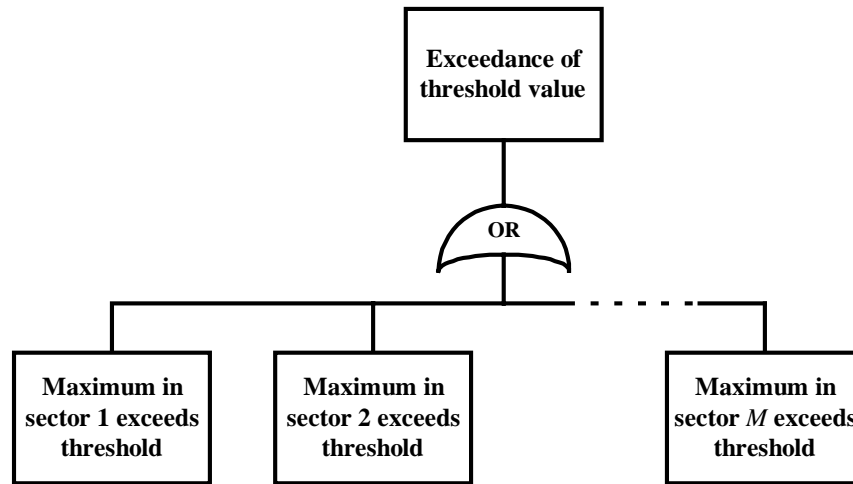 Exceedance of
threshold value
OR
Maximum in
sector 1 exceeds
threshold
Maximum in
sector 2 exceeds
threshold
Maximum in
sector M exceeds
threshold